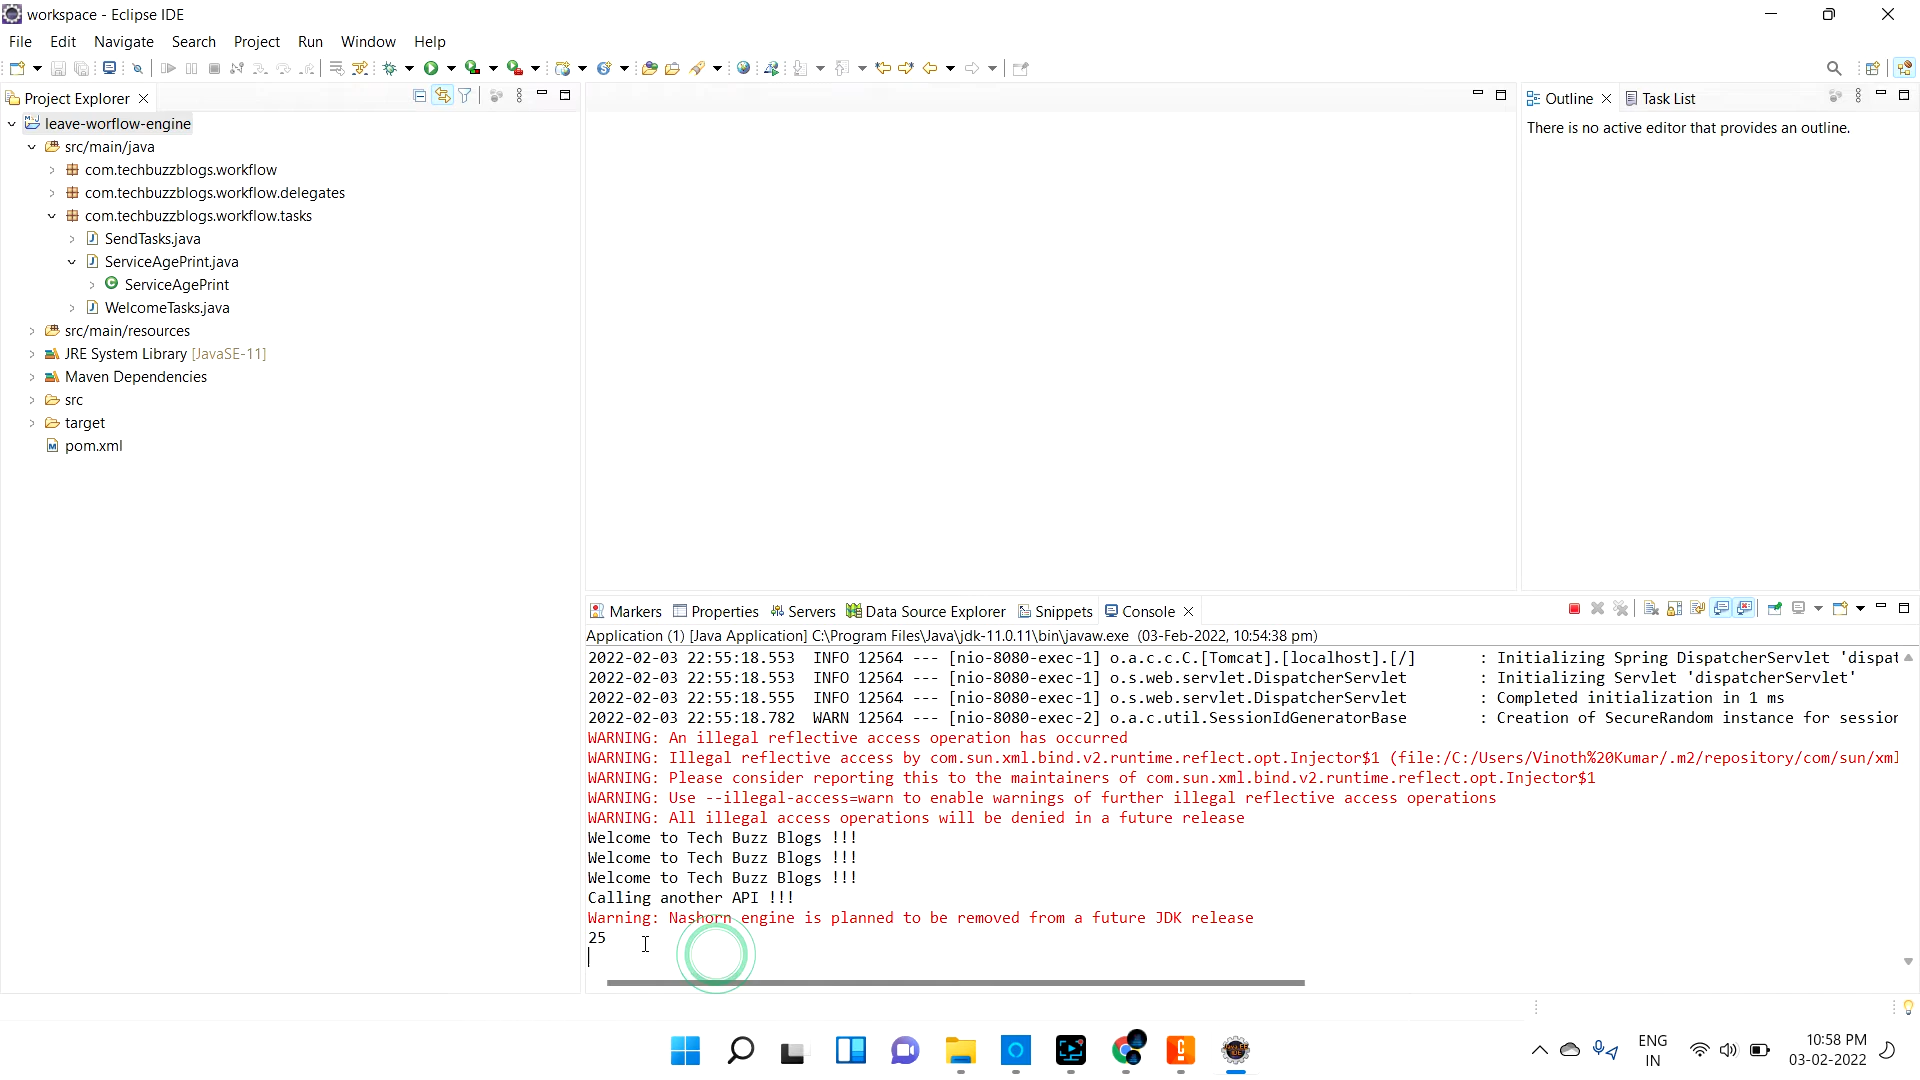 workspace - Eclipse IDE
File Edit Navigate Search Project Run Window Help
Project Explorer
leave-worflow-engine
src/main/java
com.techbuzzblogs.workflow
com.techbuzzblogs.workflow.delegates
com.techbuzzblogs.workflow.tasks
SendTasks.java
ServiceAgePrint.java
ServiceAgePrint
WelcomeTasks.java
src/main/resources
JRE System Library [JavaSE-11]
Maven Dependencies
src
target
pom.xml
Outline Task List
There is no active editor that provides an outline.
Markers Properties Servers Data Source Explorer Snippets Console
Application (1) [Java Application] C:\Program Files\Java\jdk-11.0.11\bin\javaw.exe (03-Feb-2022, 10:54:38 pm)
2022-02-03 22:55:18.553 INFO 12564 --- [nio-8080-exec-1] o.a.c.c.C.[Tomcat].[localhost].[/] : Initializing Spring DispatcherServlet 'dispat
2022-02-03 22:55:18.553 INFO 12564 --- [nio-8080-exec-1] o.s.web.servlet.DispatcherServlet : Initializing Servlet 'dispatcherServlet'
2022-02-03 22:55:18.555 INFO 12564 --- [nio-8080-exec-1] o.s.web.servlet.DispatcherServlet : Completed initialization in 1 ms
2022-02-03 22:55:18.782 WARN 12564 --- [nio-8080-exec-2] o.a.c.util.SessionIdGeneratorBase : Creation of SecureRandom instance for session
WARNING: An illegal reflective access operation has occurred
WARNING: Illegal reflective access by com.sun.xml.bind.v2.runtime.reflect.opt.Injector$1 (file:/C:/Users/Vinoth%20Kumar/.m2/repository/com/sun/xml
WARNING: Please consider reporting this to the maintainers of com.sun.xml.bind.v2.runtime.reflect.opt.Injector$1
WARNING: Use --illegal-access=warn to enable warnings of further illegal reflective access operations
WARNING: All illegal access operations will be denied in a future release
Welcome to Tech Buzz Blogs !!!
Welcome to Tech Buzz Blogs !!!
Welcome to Tech Buzz Blogs !!!
Calling another API !!!
Warning: Nashorn engine is planned to be removed from a future JDK release
25
ENG
IN
10:58 PM
03-02-2022